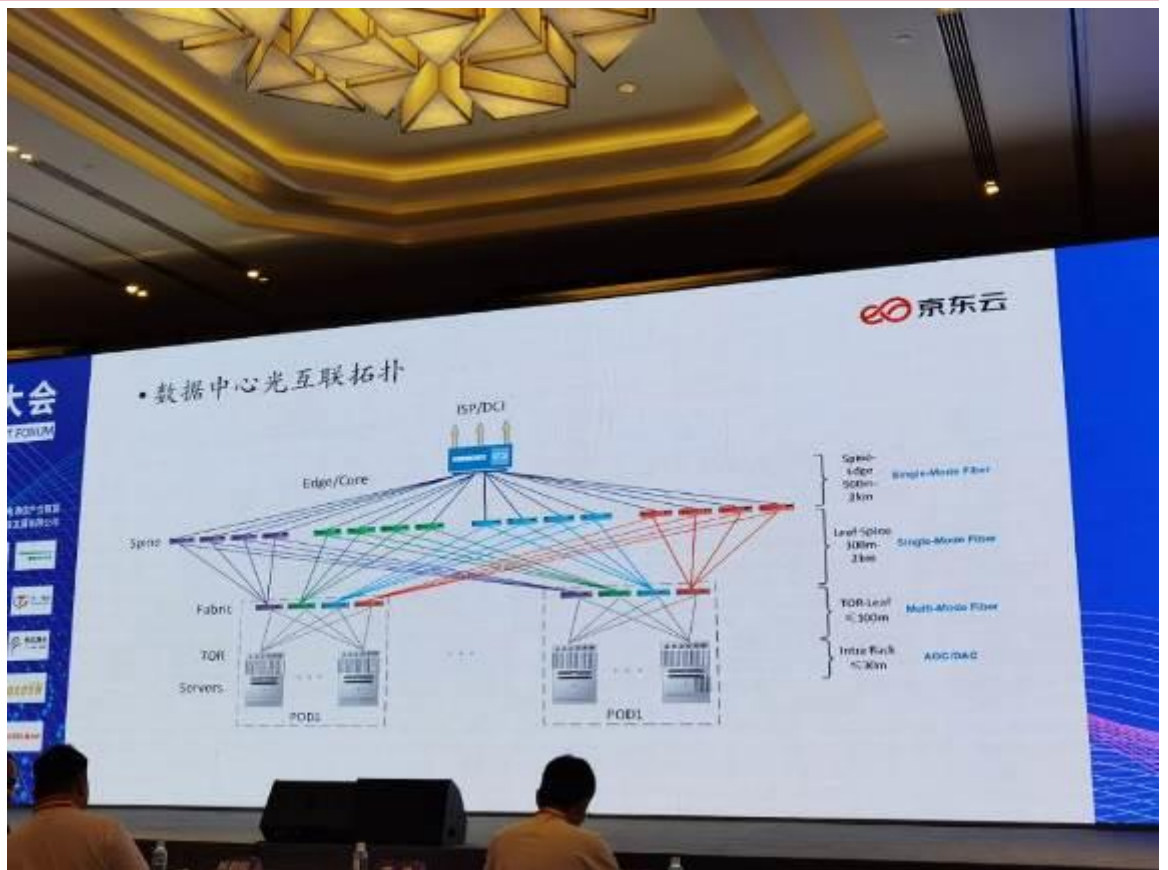 京东云
• 数据中心光互联拓扑
大会
FORUM
ISP/DCI
Edge/Core
Spine
Fabric
TOR
Servers
POD1
POD1
Spine-
Edge
500m-
2km
Single-Mode Fiber
Leaf-Spine
2km
Single-Mode Fiber
TOR-Leaf
≤100m
Multi-Mode Fiber
Intra Rack
≤30m
AOC/DAC